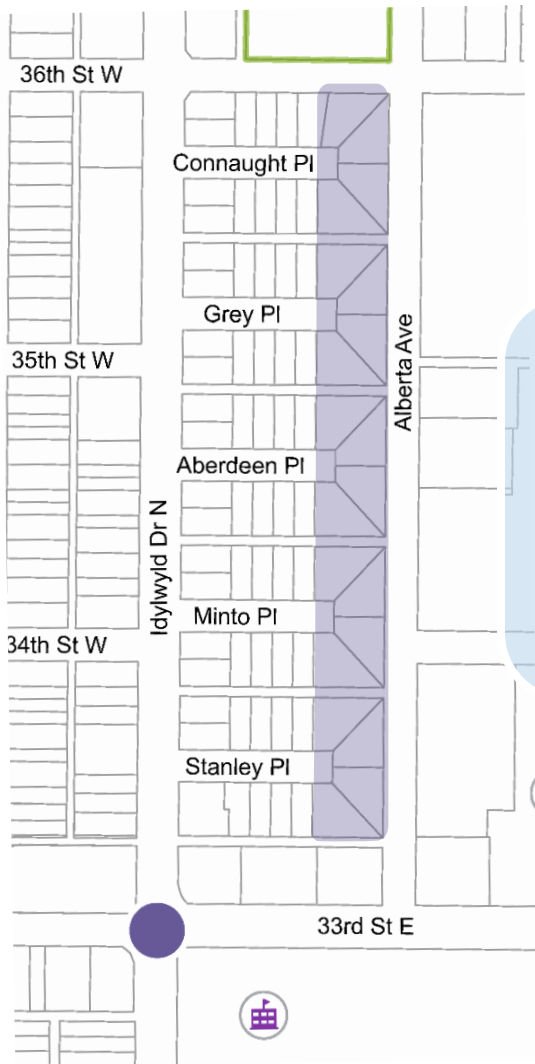 36th St W
Connaught Pl
Grey Pl
Alberta Ave
35th St W
Aberdeen Pl
Idylwyld Dr N
Minto Pl
34th St W
Stanley Pl
33rd St E